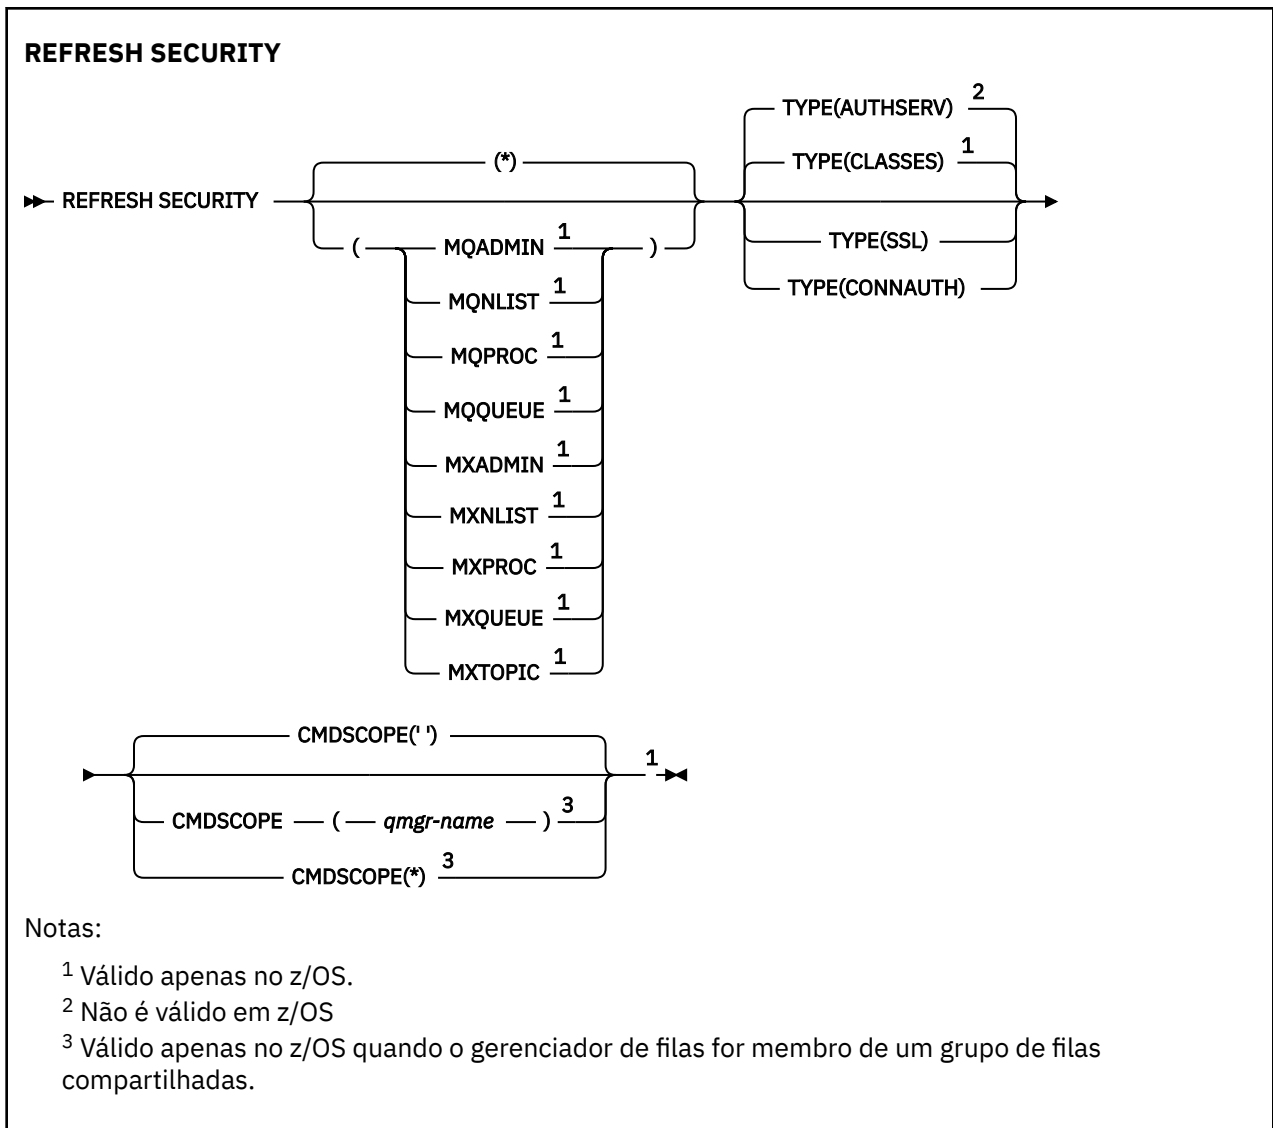 REFRESH SECURITY
TYPE(AUTHSERV) 2
(*)
TYPE(CLASSES) 1
REFRESH SECURITY
TYPE(SSL)
( MQADMIN 1 )
TYPE(CONNAUTH)
MQNLIST 1
MQPROC 1
MQQUEUE 1
MXADMIN 1
MXNLIST 1
MXPROC 1
MXQUEUE 1
MXTOPIC 1
CMDSCOPE(' ')
1
CMDSCOPE ( qmgr-name ) 3
CMDSCOPE(*) 3
Notas:
1 Válido apenas no z/OS.
2 Não é válido em z/OS
3 Válido apenas no z/OS quando o gerenciador de filas for membro de um grupo de filas
compartilhadas.